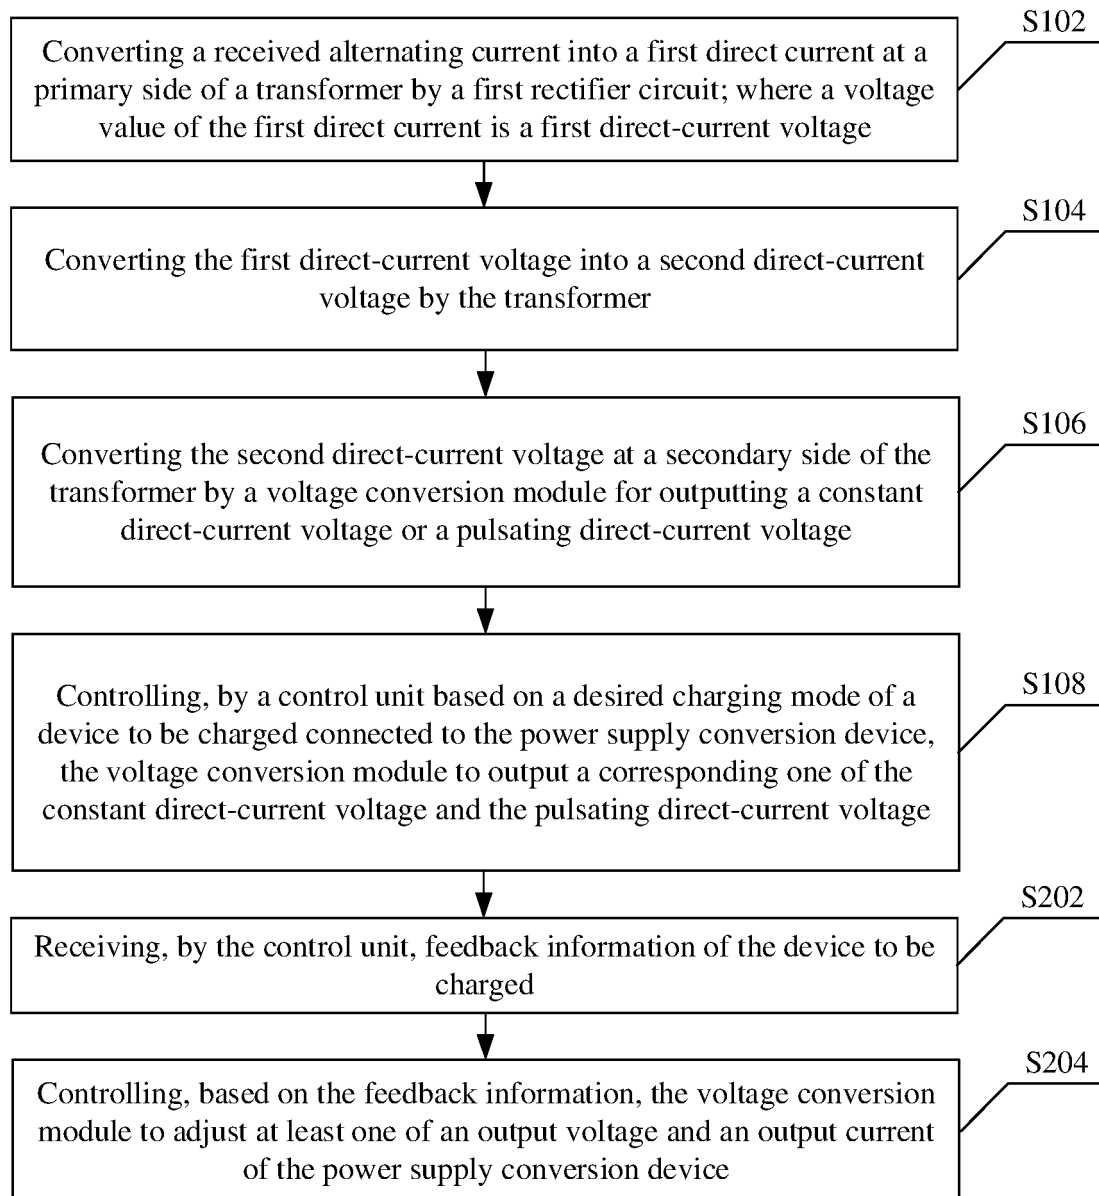 S102
Converting a received alternating current into a first direct current at a
primary side of a transformer by a first rectifier circuit; where a voltage
value of the first direct current is a first direct-current voltage
S104
Converting the first direct-current voltage into a second direct-current
voltage by the transformer
S106
Converting the second direct-current voltage at a secondary side of the
transformer by a voltage conversion module for outputting a constant
direct-current voltage or a pulsating direct-current voltage
S108
Controlling, by a control unit based on a desired charging mode of a
device to be charged connected to the power supply conversion device,
the voltage conversion module to output a corresponding one of the
constant direct-current voltage and the pulsating direct-current voltage
S202
Receiving, by the control unit, feedback information of the device to be
charged
S204
Controlling, based on the feedback information, the voltage conversion
module to adjust at least one of an output voltage and an output current
of the power supply conversion device